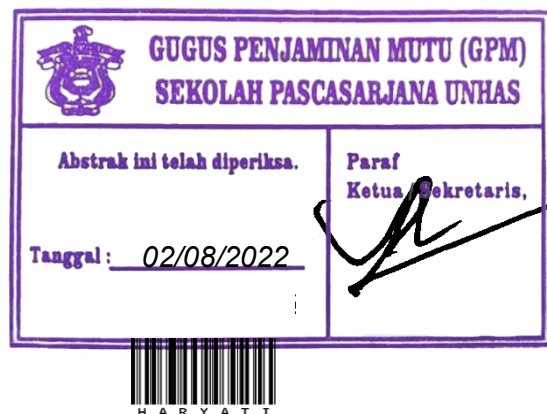 GUGUS PENJAMINAN MUTU (GPM)
SEKOLAH PASCASARJANA UNHAS
Abstrak ini telah diperiksa.
Tanggal : 02/08/2022
Paraf
Ketua / Sekretaris,
HARYATI